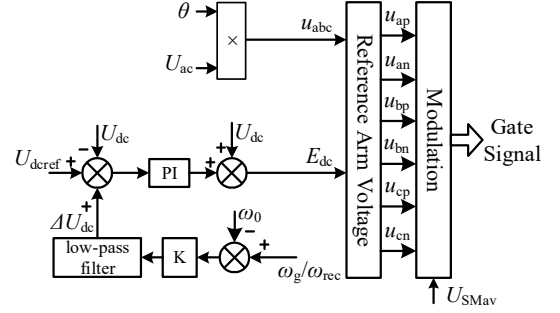 θ
U_ac
×
u_abc
Reference Arm Voltage
u_ap
u_an
u_bp
u_bn
u_cp
u_cn
Modulation
Gate
Signal
U_SMav
U_dcref
+
−
U_dc
+
PI
+
+
U_dc
E_dc
ΔU_dc
low-pass
filter
K
ω_0
−
+
ω_g/ω_rec